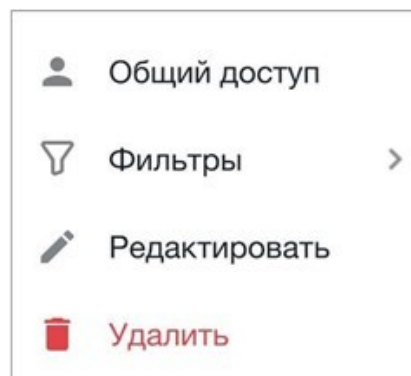 Общий доступ
Фильтры
Редактировать
Удалить